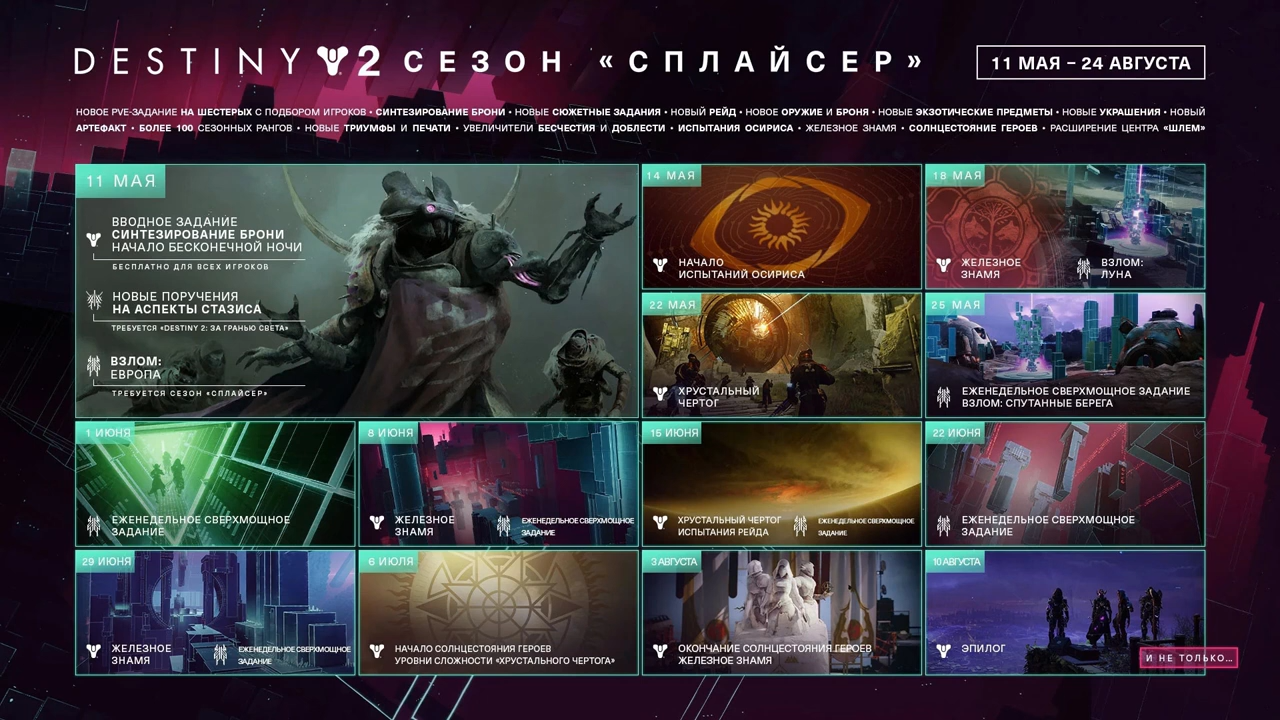 DESTINY 2 СЕЗОН «СПЛАЙСЕР»
11 МАЯ – 24 АВГУСТА
НОВОЕ PVE-ЗАДАНИЕ НА ШЕСТЕРЫХ С ПОДБОРОМ ИГРОКОВ • СИНТЕЗИРОВАНИЕ БРОНИ • НОВЫЕ СЮЖЕТНЫЕ ЗАДАНИЯ • НОВЫЙ РЕЙД • НОВОЕ ОРУЖИЕ И БРОНЯ • НОВЫЕ ЭКЗОТИЧЕСКИЕ ПРЕДМЕТЫ • НОВЫЕ УКРАШЕНИЯ • НОВЫЙ
АРТЕФАКТ • БОЛЕЕ 100 СЕЗОННЫХ РАНГОВ • НОВЫЕ ТРИУМФЫ И ПЕЧАТИ • УВЕЛИЧИТЕЛИ БЕСЧЕСТИЯ И ДОБЛЕСТИ • ИСПЫТАНИЯ ОСИРИСА • ЖЕЛЕЗНОЕ ЗНАМЯ • СОЛНЦЕСТОЯНИЕ ГЕРОЕВ • РАСШИРЕНИЕ ЦЕНТРА «ШЛЕМ»
11 МАЯ
ВВОДНОЕ ЗАДАНИЕ
СИНТЕЗИРОВАНИЕ БРОНИ
НАЧАЛО БЕСКОНЕЧНОЙ НОЧИ
БЕСПЛАТНО ДЛЯ ВСЕХ ИГРОКОВ
НОВЫЕ ПОРУЧЕНИЯ
НА АСПЕКТЫ СТАЗИСА
ТРЕБУЕТСЯ «DESTINY 2: ЗА ГРАНЬЮ СВЕТА»
ВЗЛОМ:
ЕВРОПА
ТРЕБУЕТСЯ СЕЗОН «СПЛАЙСЕР»
14 МАЯ
НАЧАЛО
ИСПЫТАНИЙ ОСИРИСА
18 МАЯ
ЖЕЛЕЗНОЕ
ЗНАМЯ
ВЗЛОМ:
ЛУНА
22 МАЯ
ХРУСТАЛЬНЫЙ
ЧЕРТОГ
25 МАЯ
ЕЖЕНЕДЕЛЬНОЕ СВЕРХМОЩНОЕ ЗАДАНИЕ
ВЗЛОМ: СПУТАННЫЕ БЕРЕГА
1 ИЮНЯ
ЕЖЕНЕДЕЛЬНОЕ СВЕРХМОЩНОЕ
ЗАДАНИЕ
8 ИЮНЯ
ЖЕЛЕЗНОЕ
ЗНАМЯ
ЕЖЕНЕДЕЛЬНОЕ СВЕРХМОЩНОЕ
ЗАДАНИЕ
15 ИЮНЯ
ХРУСТАЛЬНЫЙ ЧЕРТОГ
ИСПЫТАНИЯ РЕЙДА
ЕЖЕНЕДЕЛЬНОЕ СВЕРХМОЩНОЕ
ЗАДАНИЕ
22 ИЮНЯ
ЕЖЕНЕДЕЛЬНОЕ СВЕРХМОЩНОЕ
ЗАДАНИЕ
29 ИЮНЯ
ЖЕЛЕЗНОЕ
ЗНАМЯ
ЕЖЕНЕДЕЛЬНОЕ СВЕРХМОЩНОЕ
ЗАДАНИЕ
6 ИЮЛЯ
НАЧАЛО СОЛНЦЕСТОЯНИЯ ГЕРОЕВ
УРОВНИ СЛОЖНОСТИ «ХРУСТАЛЬНОГО ЧЕРТОГА»
3 АВГУСТА
ОКОНЧАНИЕ СОЛНЦЕСТОЯНИЯ ГЕРОЕВ
ЖЕЛЕЗНОЕ ЗНАМЯ
10 АВГУСТА
ЭПИЛОГ
И НЕ ТОЛЬКО...